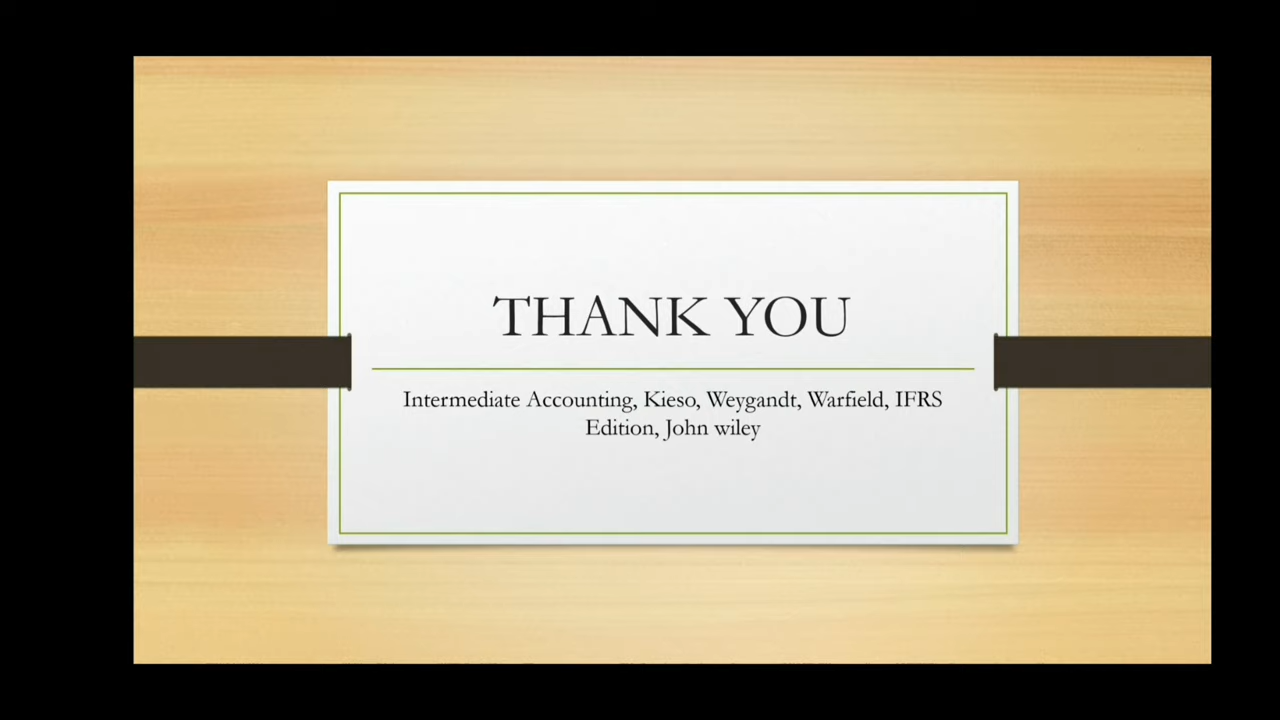 THANK YOU
Intermediate Accounting, Kieso, Weygandt, Warfield, IFRS
Edition, John wiley